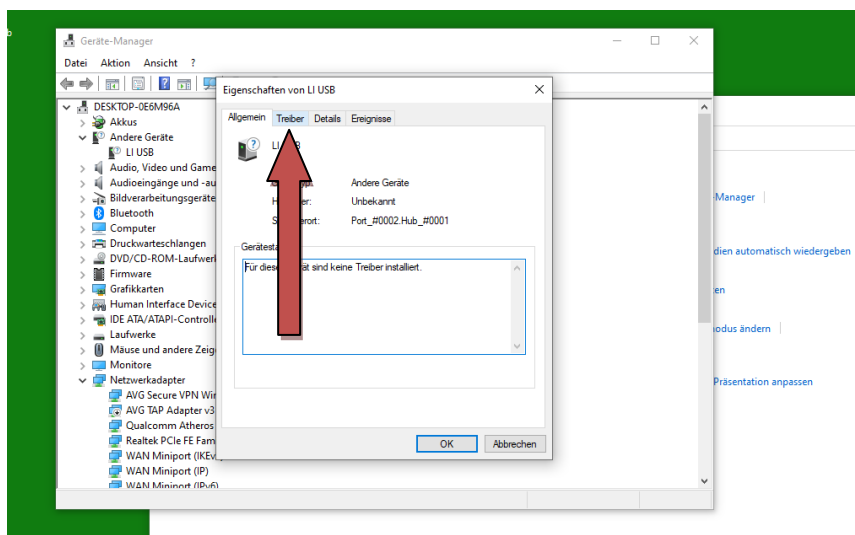 Geräte-Manager
Datei Aktion Ansicht ?
DESKTOP-0E6M96A
Akkus
Andere Geräte
LI USB
Audio, Video und Game
Audioeingänge und -au
Bildverarbeitungsgeräte
Bluetooth
Computer
Druckwarteschlangen
DVD/CD-ROM-Laufwerk
Firmware
Grafikkarten
Human Interface Device
IDE ATA/ATAPI-Controlle
Laufwerke
Mäuse und andere Zeig
Monitore
Netzwerkadapter
AVG Secure VPN Wir
AVG TAP Adapter v3
Qualcomm Atheros
Realtek PCIe FE Fam
WAN Miniport (IKEv
WAN Miniport (IP)
WAN Miniport (IPv6)
Eigenschaften von LI USB
Allgemein Treiber Details Ereignisse
Andere Geräte
Unbekannt
Port_#0002.Hub_#0001
Für sind keine Treiber installiert.
OK Abbrechen
-Manager
dien automatisch wiedergeben
en
odus ändern
Präsentation anpassen